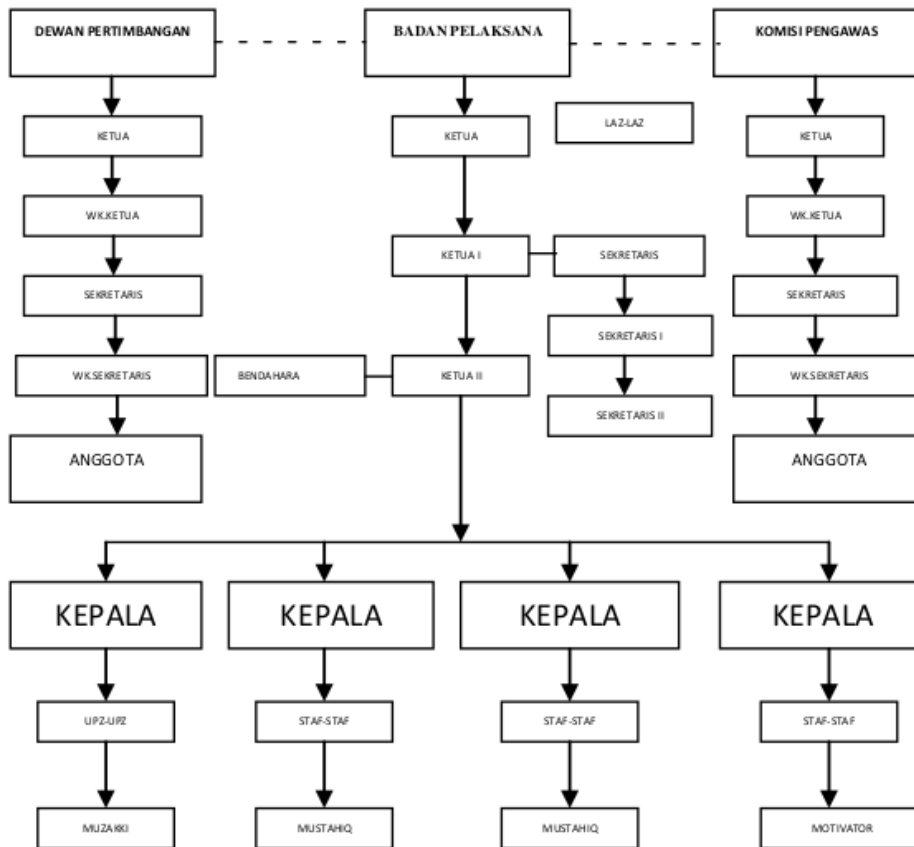 DEWAN PERTIMBANGAN
BADAN PELAKSANA
KOMISI PENGAWAS
KETUA
KETUA
LAZ-LAZ
KETUA
WK.KETUA
WK.KETUA
KETUA I
SEKRETARIS
SEKRETARIS
SEKRETARIS
SEKRETARIS I
WK.SEKRETARIS
BENDAHARA
KETUA II
WK.SEKRETARIS
SEKRETARIS II
ANGGOTA
ANGGOTA
KEPALA
KEPALA
KEPALA
KEPALA
UPZ-UPZ
STAF-STAF
STAF-STAF
STAF-STAF
MUZAKKI
MUSTAHIQ
MUSTAHIQ
MOTIVATOR